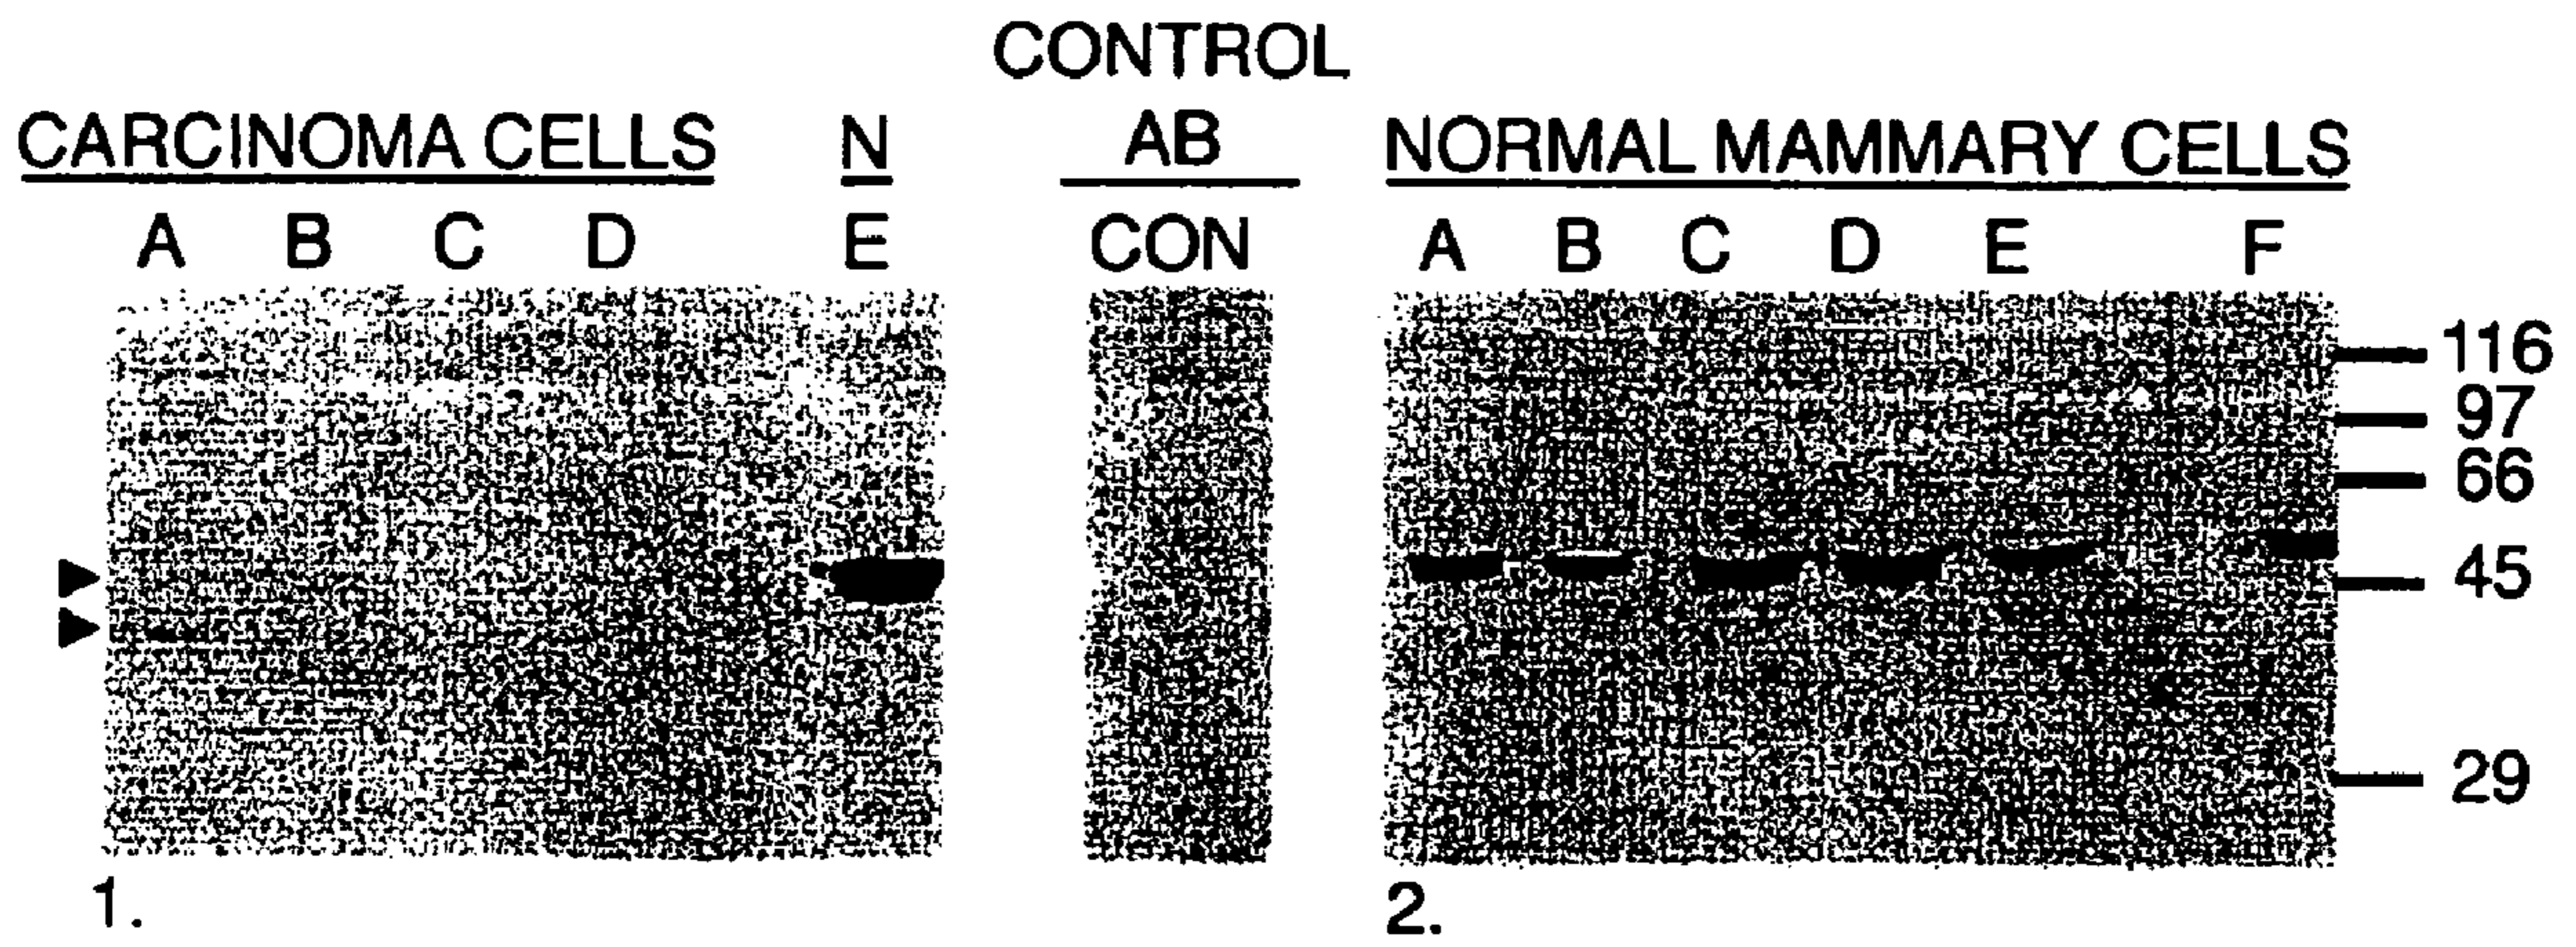 CONTROL
CARCINOMA CELLS N AB NORMAL MAMMARY CELLS
A B C D E CON A B C D E F
116
97
66
45
29
1. 2.